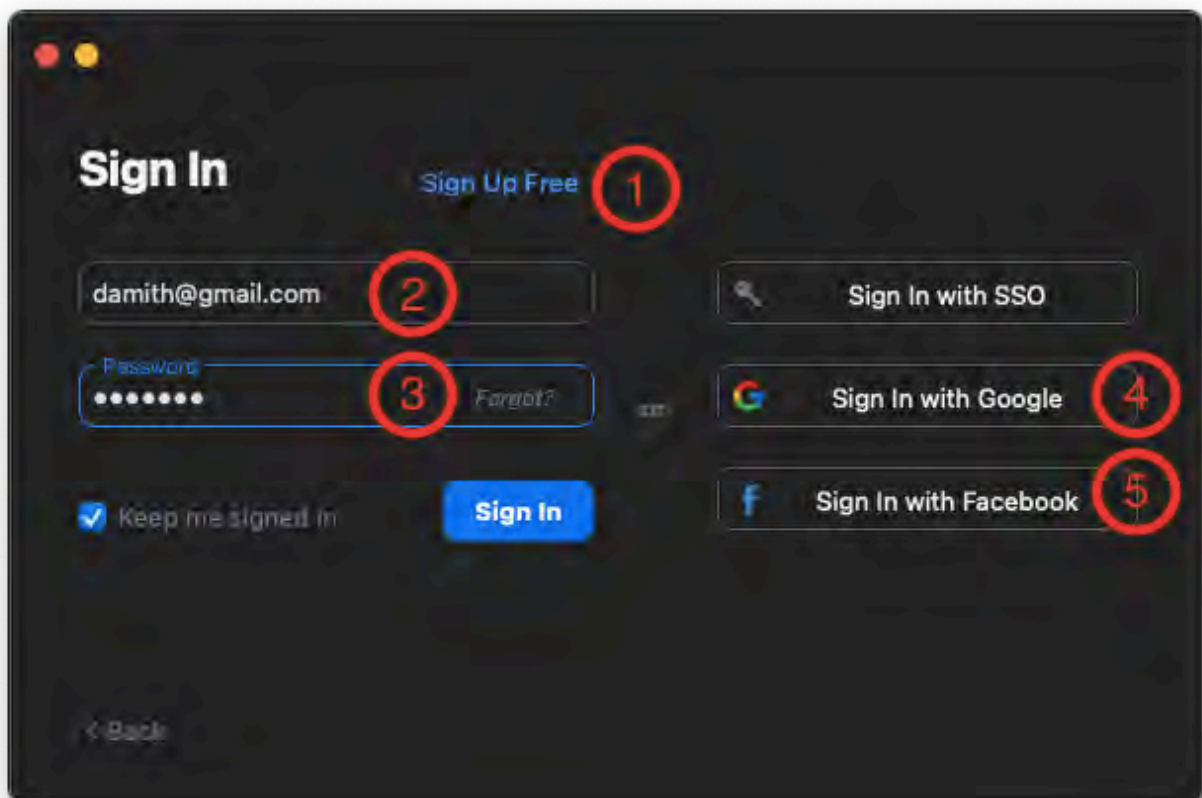 Sign In
Sign Up Free
1
damith@gmail.com
2
Password
●●●●●●●
3
Forgot?
Keep me signed in
Sign In
or
Sign In with SSO
G
Sign In with Google
4
f
Sign In with Facebook
5
< Back